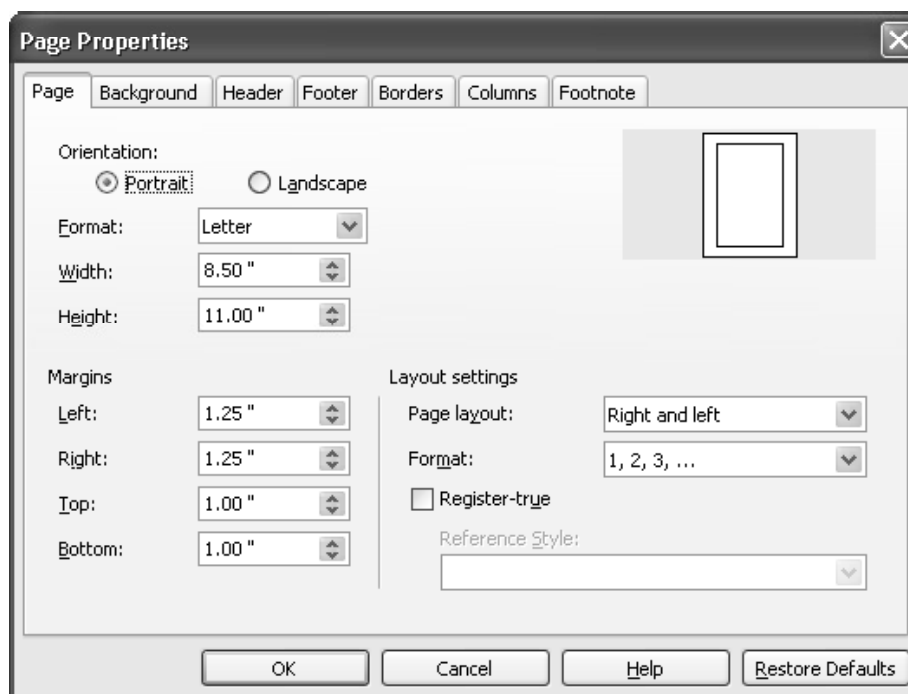 Page Properties
Page Background Header Footer Borders Columns Footnote
Orientation:
Portrait Landscape
Format: Letter
Width: 8.50 "
Height: 11.00 "
Margins
Left: 1.25 "
Right: 1.25 "
Top: 1.00 "
Bottom: 1.00 "
Layout settings
Page layout: Right and left
Format: 1, 2, 3, ...
Register-true
Reference Style:
OK Cancel Help Restore Defaults